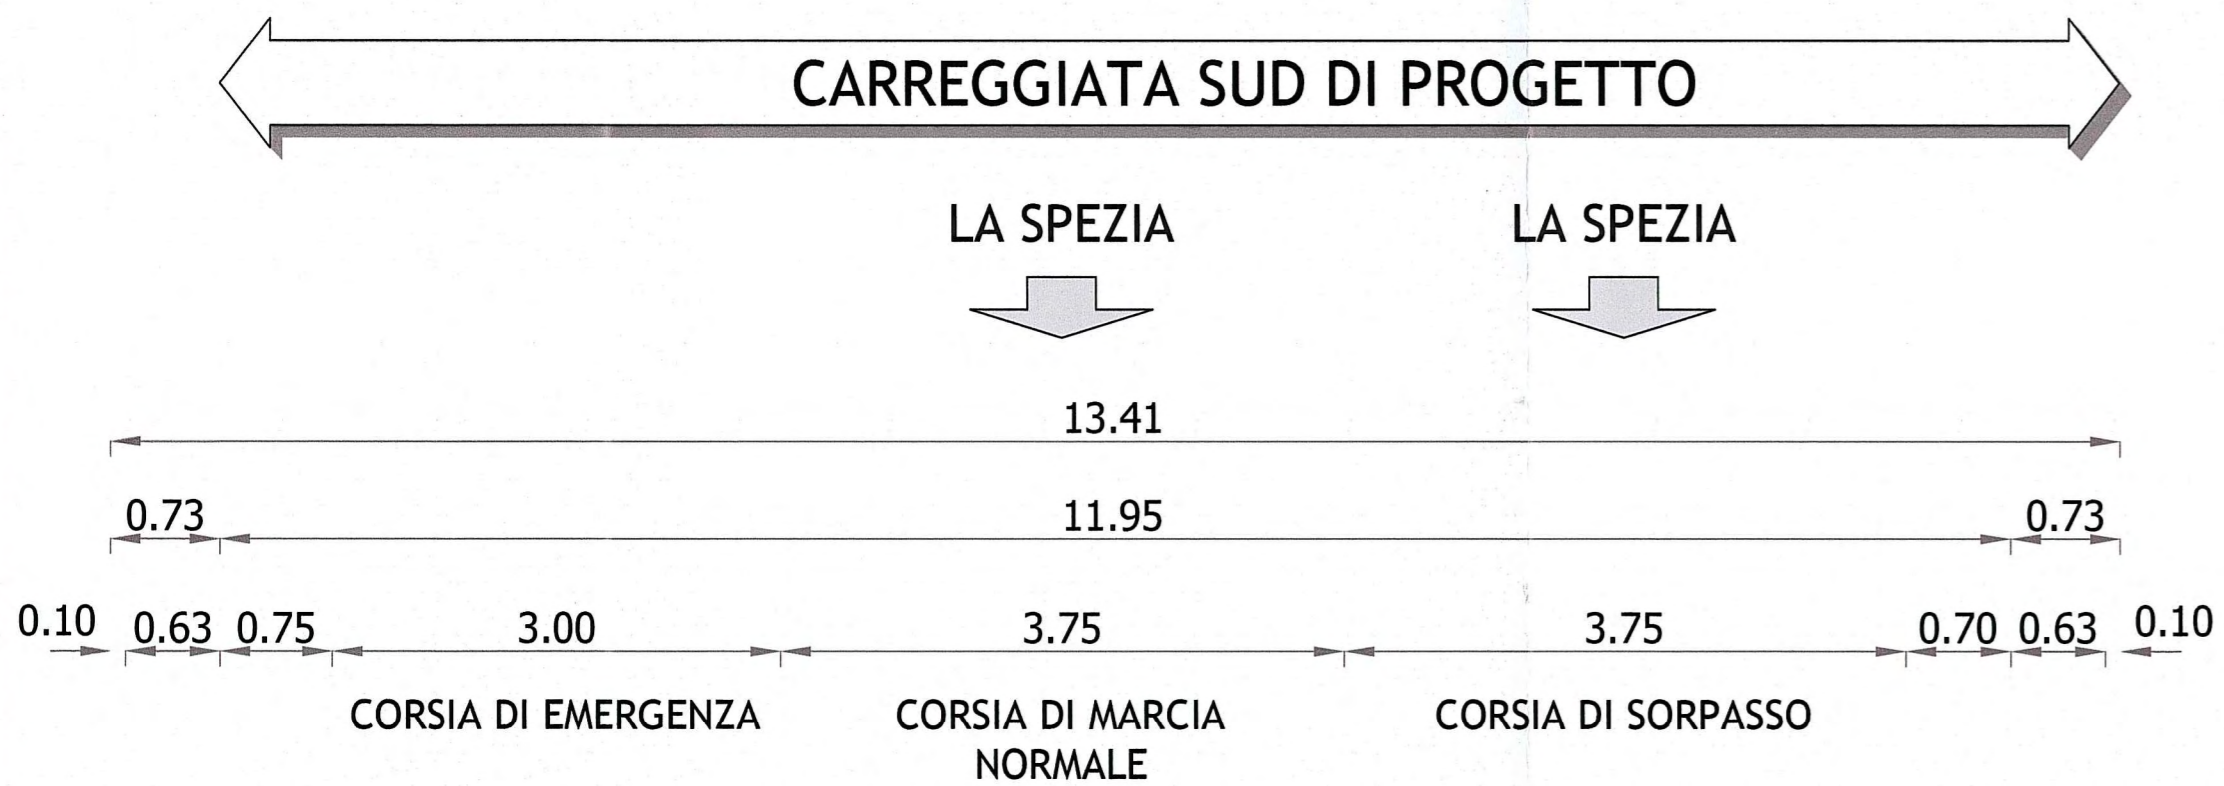 CARREGGIATA SUD DI PROGETTO
LA SPEZIA LA SPEZIA
13.41
0.73 11.95 0.73
0.10 0.63 0.75 3.00 3.75 3.75 0.70 0.63 0.10
CORSIA DI EMERGENZA CORSIA DI MARCIA CORSIA DI SORPASSO
NORMALE